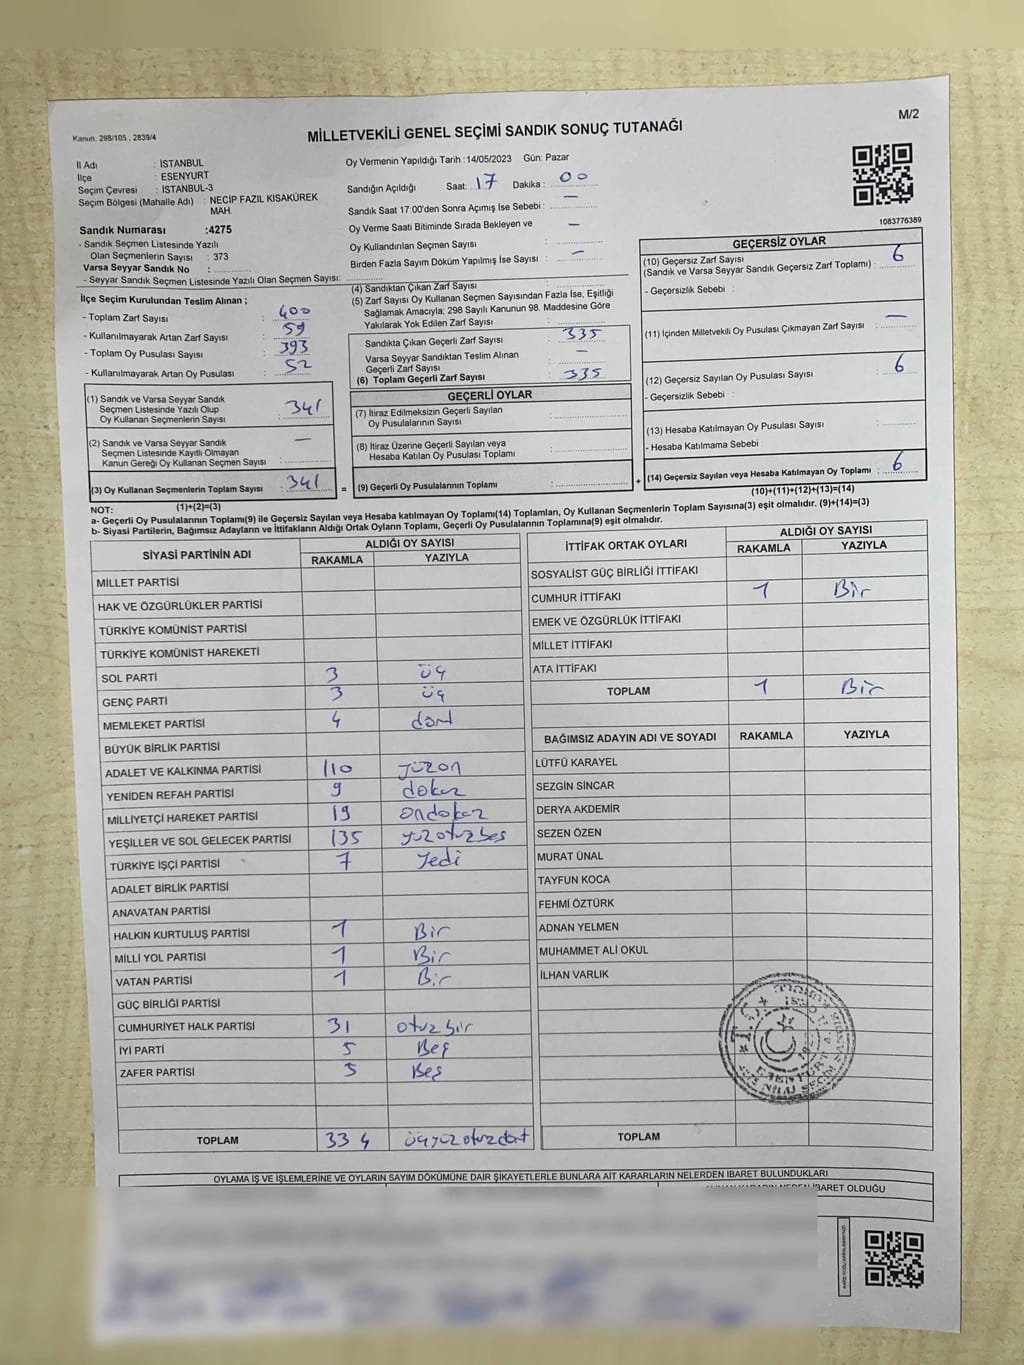 Kanun: 298/105 , 2839/4
M/2
MİLLETVEKİLİ GENEL SEÇİMİ SANDIK SONUÇ TUTANAĞI
İl Adı : İSTANBUL
İlçe : ESENYURT
Seçim Çevresi : İSTANBUL-3
Seçim Bölgesi (Mahalle Adı) : NECİP FAZIL KISAKÜREK
MAH.
Sandık Numarası :4275
- Sandık Seçmen Listesinde Yazılı
Olan Seçmenlerin Sayısı : 373
Varsa Seyyar Sandık No :
- Seyyar Sandık Seçmen Listesinde Yazılı Olan Seçmen Sayısı:
Oy Vermenin Yapıldığı Tarih :14/05/2023 Gün: Pazar
Sandığın Açıldığı Saat: 17 Dakika : 00
Sandık Saat 17:00'den Sonra Açımış İse Sebebi : —
Oy Verme Saati Bitiminde Sırada Bekleyen ve
Oy Kullandırılan Seçmen Sayısı : —
Birden Fazla Sayım Döküm Yapılmış İse Sayısı : —
1083776389
İlçe Seçim Kurulundan Teslim Alınan ;
- Toplam Zarf Sayısı : 400
- Kullanılmayarak Artan Zarf Sayısı : 59
- Toplam Oy Pusulası Sayısı : 393
- Kullanılmayarak Artan Oy Pusulası : 52
(1) Sandık ve Varsa Seyyar Sandık
Seçmen Listesinde Yazılı Olup
Oy Kullanan Seçmenlerin Sayısı : 341
(2) Sandık ve Varsa Seyyar Sandık
Seçmen Listesinde Kayıtlı Olmayan
Kanun Gereği Oy Kullanan Seçmen Sayısı : —
(3) Oy Kullanan Seçmenlerin Toplam Sayısı : 341
(1)+(2)=(3)
(4) Sandıktan Çıkan Zarf Sayısı :
(5) Zarf Sayısı Oy Kullanan Seçmen Sayısından Fazla İse, Eşitliği
Sağlamak Amacıyla; 298 Sayılı Kanunun 98. Maddesine Göre
Yakılarak Yok Edilen Zarf Sayısı :
Sandıkta Çıkan Geçerli Zarf Sayısı : 335
Varsa Seyyar Sandıktan Teslim Alınan
Geçerli Zarf Sayısı : —
(6) Toplam Geçerli Zarf Sayısı : 335
GEÇERLİ OYLAR
(7) İtiraz Edilmeksizin Geçerli Sayılan
Oy Pusulalarının Sayısı :
(8) İtiraz Üzerine Geçerli Sayılan veya
Hesaba Katılan Oy Pusulası Toplamı :
= (9) Geçerli Oy Pusulalarının Toplamı :
GEÇERSİZ OYLAR
(10) Geçersiz Zarf Sayısı
(Sandık ve Varsa Seyyar Sandık Geçersiz Zarf Toplamı) : 6
- Geçersizlik Sebebi :
(11) İçinden Milletvekili Oy Pusulası Çıkmayan Zarf Sayısı : —
(12) Geçersiz Sayılan Oy Pusulası Sayısı : 6
- Geçersizlik Sebebi :
(13) Hesaba Katılmayan Oy Pusulası Sayısı :
- Hesaba Katılmama Sebebi :
+ (14) Geçersiz Sayılan veya Hesaba Katılmayan Oy Toplamı : 6
(10)+(11)+(12)+(13)=(14)
NOT:
a- Geçerli Oy Pusulalarının Toplamı(9) ile Geçersiz Sayılan veya Hesaba katılmayan Oy Toplamı(14) Toplamları, Oy Kullanan Seçmenlerin Toplam Sayısına(3) eşit olmalıdır. (9)+(14)=(3)
b- Siyasi Partilerin, Bağımsız Adayların ve İttifakların Aldığı Ortak Oyların Toplamı, Geçerli Oy Pusulalarının Toplamına(9) eşit olmalıdır.
SİYASİ PARTİNİN ADI ALDIĞI OY SAYISI
RAKAMLA YAZIYLA
MİLLET PARTİSİ
HAK VE ÖZGÜRLÜKLER PARTİSİ
TÜRKİYE KOMÜNİST PARTİSİ
TÜRKİYE KOMÜNİST HAREKETİ
SOL PARTİ 3 üç
GENÇ PARTİ 3 üç
MEMLEKET PARTİSİ 4 dört
BÜYÜK BİRLİK PARTİSİ
ADALET VE KALKINMA PARTİSİ 110 yüzon
YENİDEN REFAH PARTİSİ 9 dokuz
MİLLİYETÇİ HAREKET PARTİSİ 19 ondokuz
YEŞİLLER VE SOL GELECEK PARTİSİ 135 yüzotuzbeş
TÜRKİYE İŞÇİ PARTİSİ 7 Yedi
ADALET BİRLİK PARTİSİ
ANAVATAN PARTİSİ
HALKIN KURTULUŞ PARTİSİ 1 Bir
MİLLİ YOL PARTİSİ 1 Bir
VATAN PARTİSİ 1 Bir
GÜÇ BİRLİĞİ PARTİSİ
CUMHURİYET HALK PARTİSİ 31 otuzbir
İYİ PARTİ 5 Beş
ZAFER PARTİSİ 5 Beş
TOPLAM 334 üçyüzotuzdört
İTTİFAK ORTAK OYLARI ALDIĞI OY SAYISI
RAKAMLA YAZIYLA
SOSYALİST GÜÇ BİRLİĞİ İTTİFAKI
CUMHUR İTTİFAKI 1 Bir
EMEK VE ÖZGÜRLÜK İTTİFAKI
MİLLET İTTİFAKI
ATA İTTİFAKI
TOPLAM 1 Bir
BAĞIMSIZ ADAYIN ADI VE SOYADI RAKAMLA YAZIYLA
LÜTFÜ KARAYEL
SEZGİN SİNCAR
DERYA AKDEMİR
SEZEN ÖZEN
MURAT ÜNAL
TAYFUN KOCA
FEHMİ ÖZTÜRK
ADNAN YELMEN
MUHAMMET ALİ OKUL
İLHAN VARLIK
TOPLAM
OYLAMA İŞ VE İŞLEMLERİNE VE OYLARIN SAYIM DÖKÜMÜNE DAİR ŞİKAYETLERLE BUNLARA AİT KARARLARIN NELERDEN İBARET BULUNDUKLARI
İBARET OLDUĞU